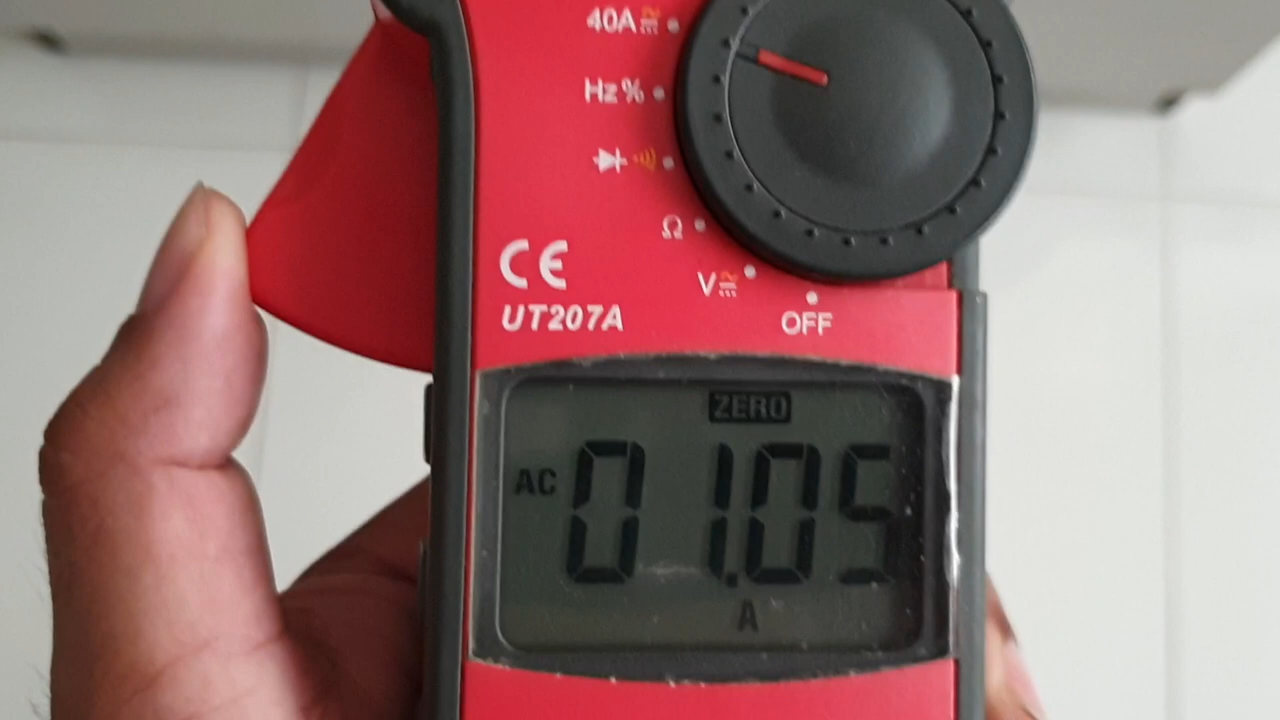 40A
Hz%
Ω
V
OFF
CE
UT207A
ZERO
AC 01.05
A